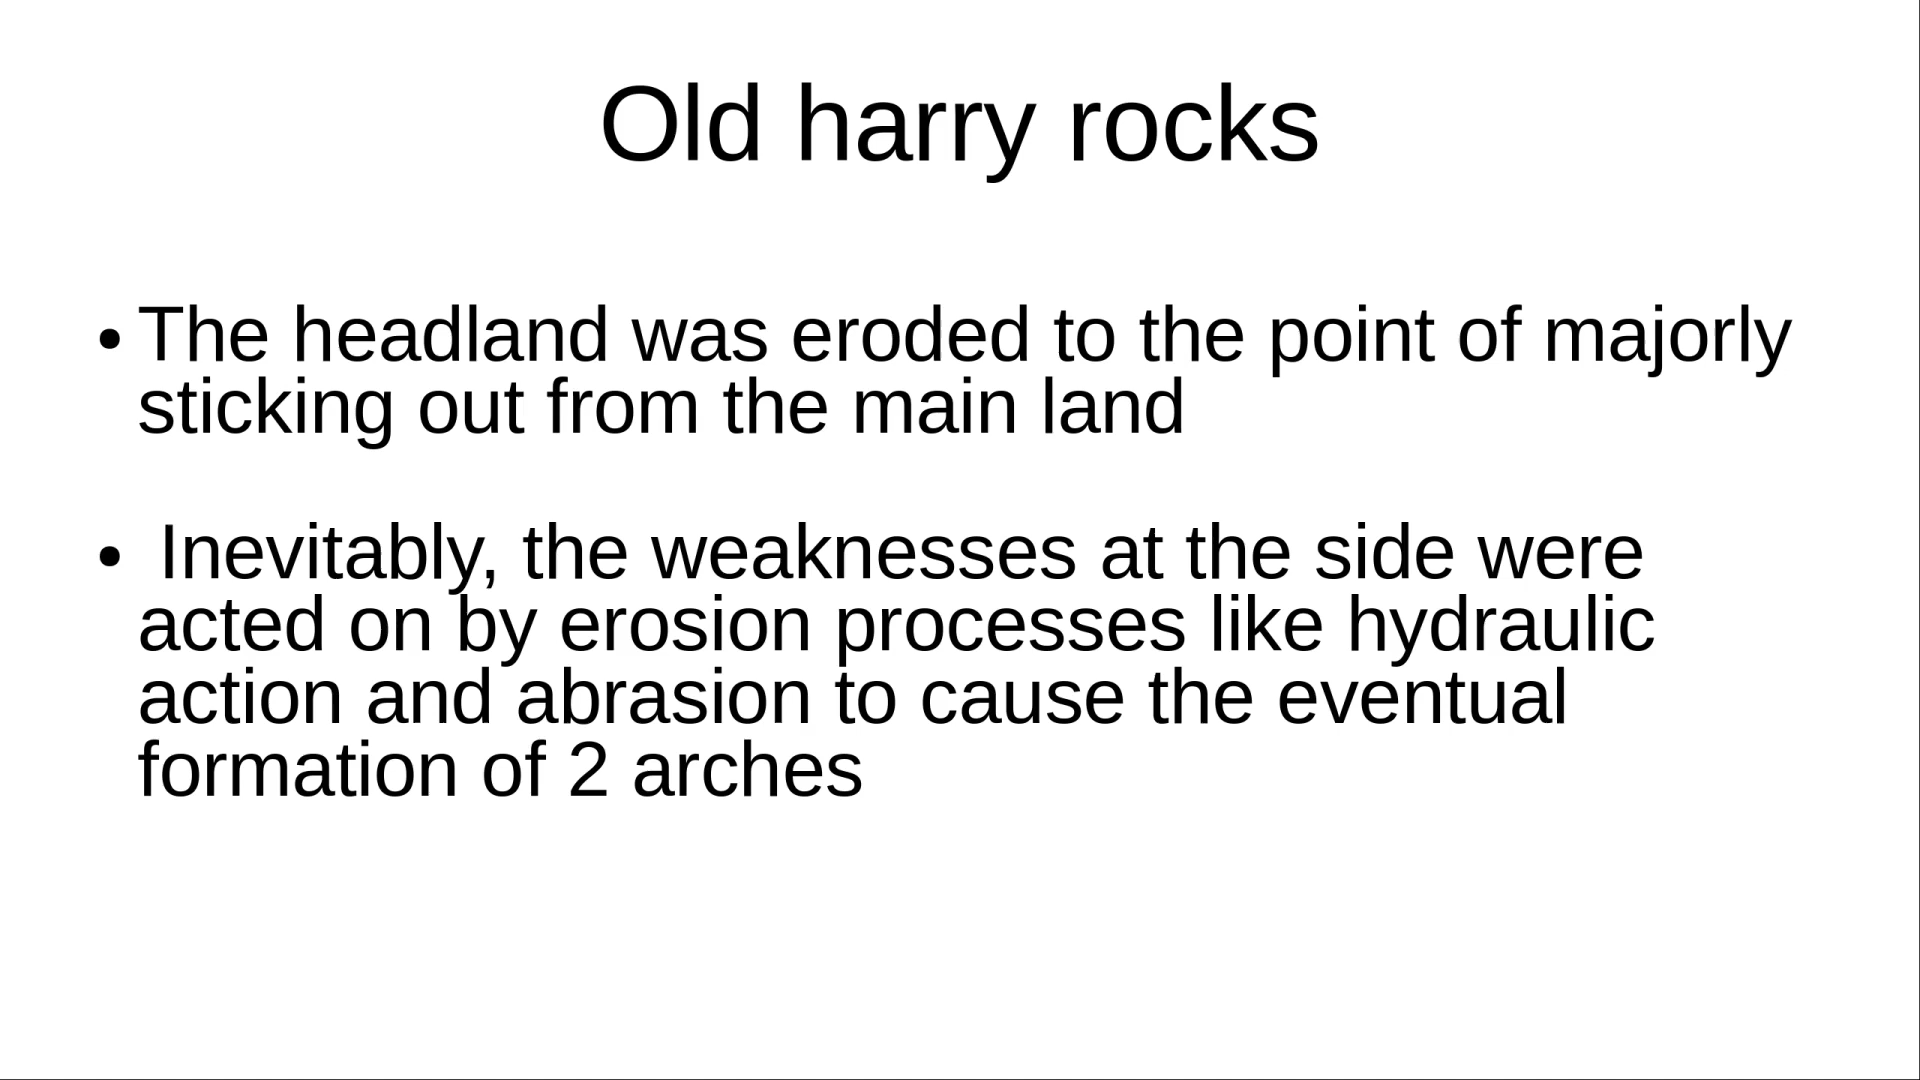 Old harry rocks
• The headland was eroded to the point of majorly
sticking out from the main land
• Inevitably, the weaknesses at the side were
acted on by erosion processes like hydraulic
action and abrasion to cause the eventual
formation of 2 arches